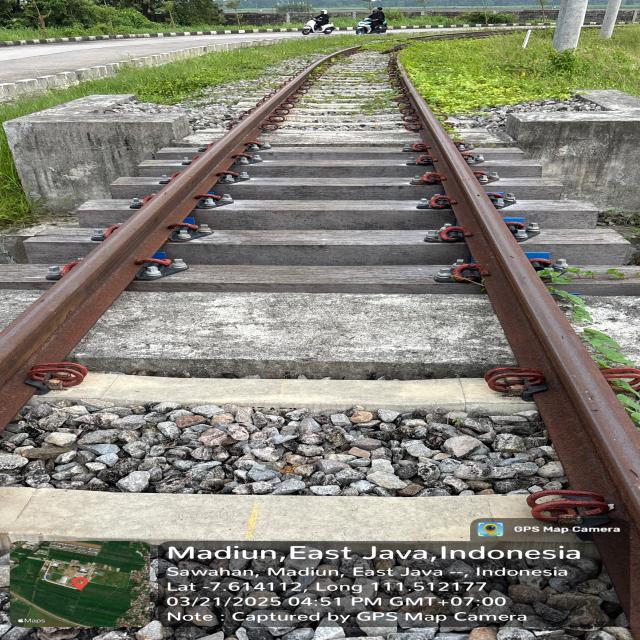 GPS Map Camera
Madiun,East Java,Indonesia
Sawahan, Madiun, East Java --, Indonesia
Lat -7.614112, Long 111.512177
03/21/2025 04:51 PM GMT+07:00
Note : Captured by GPS Map Camera
Maps